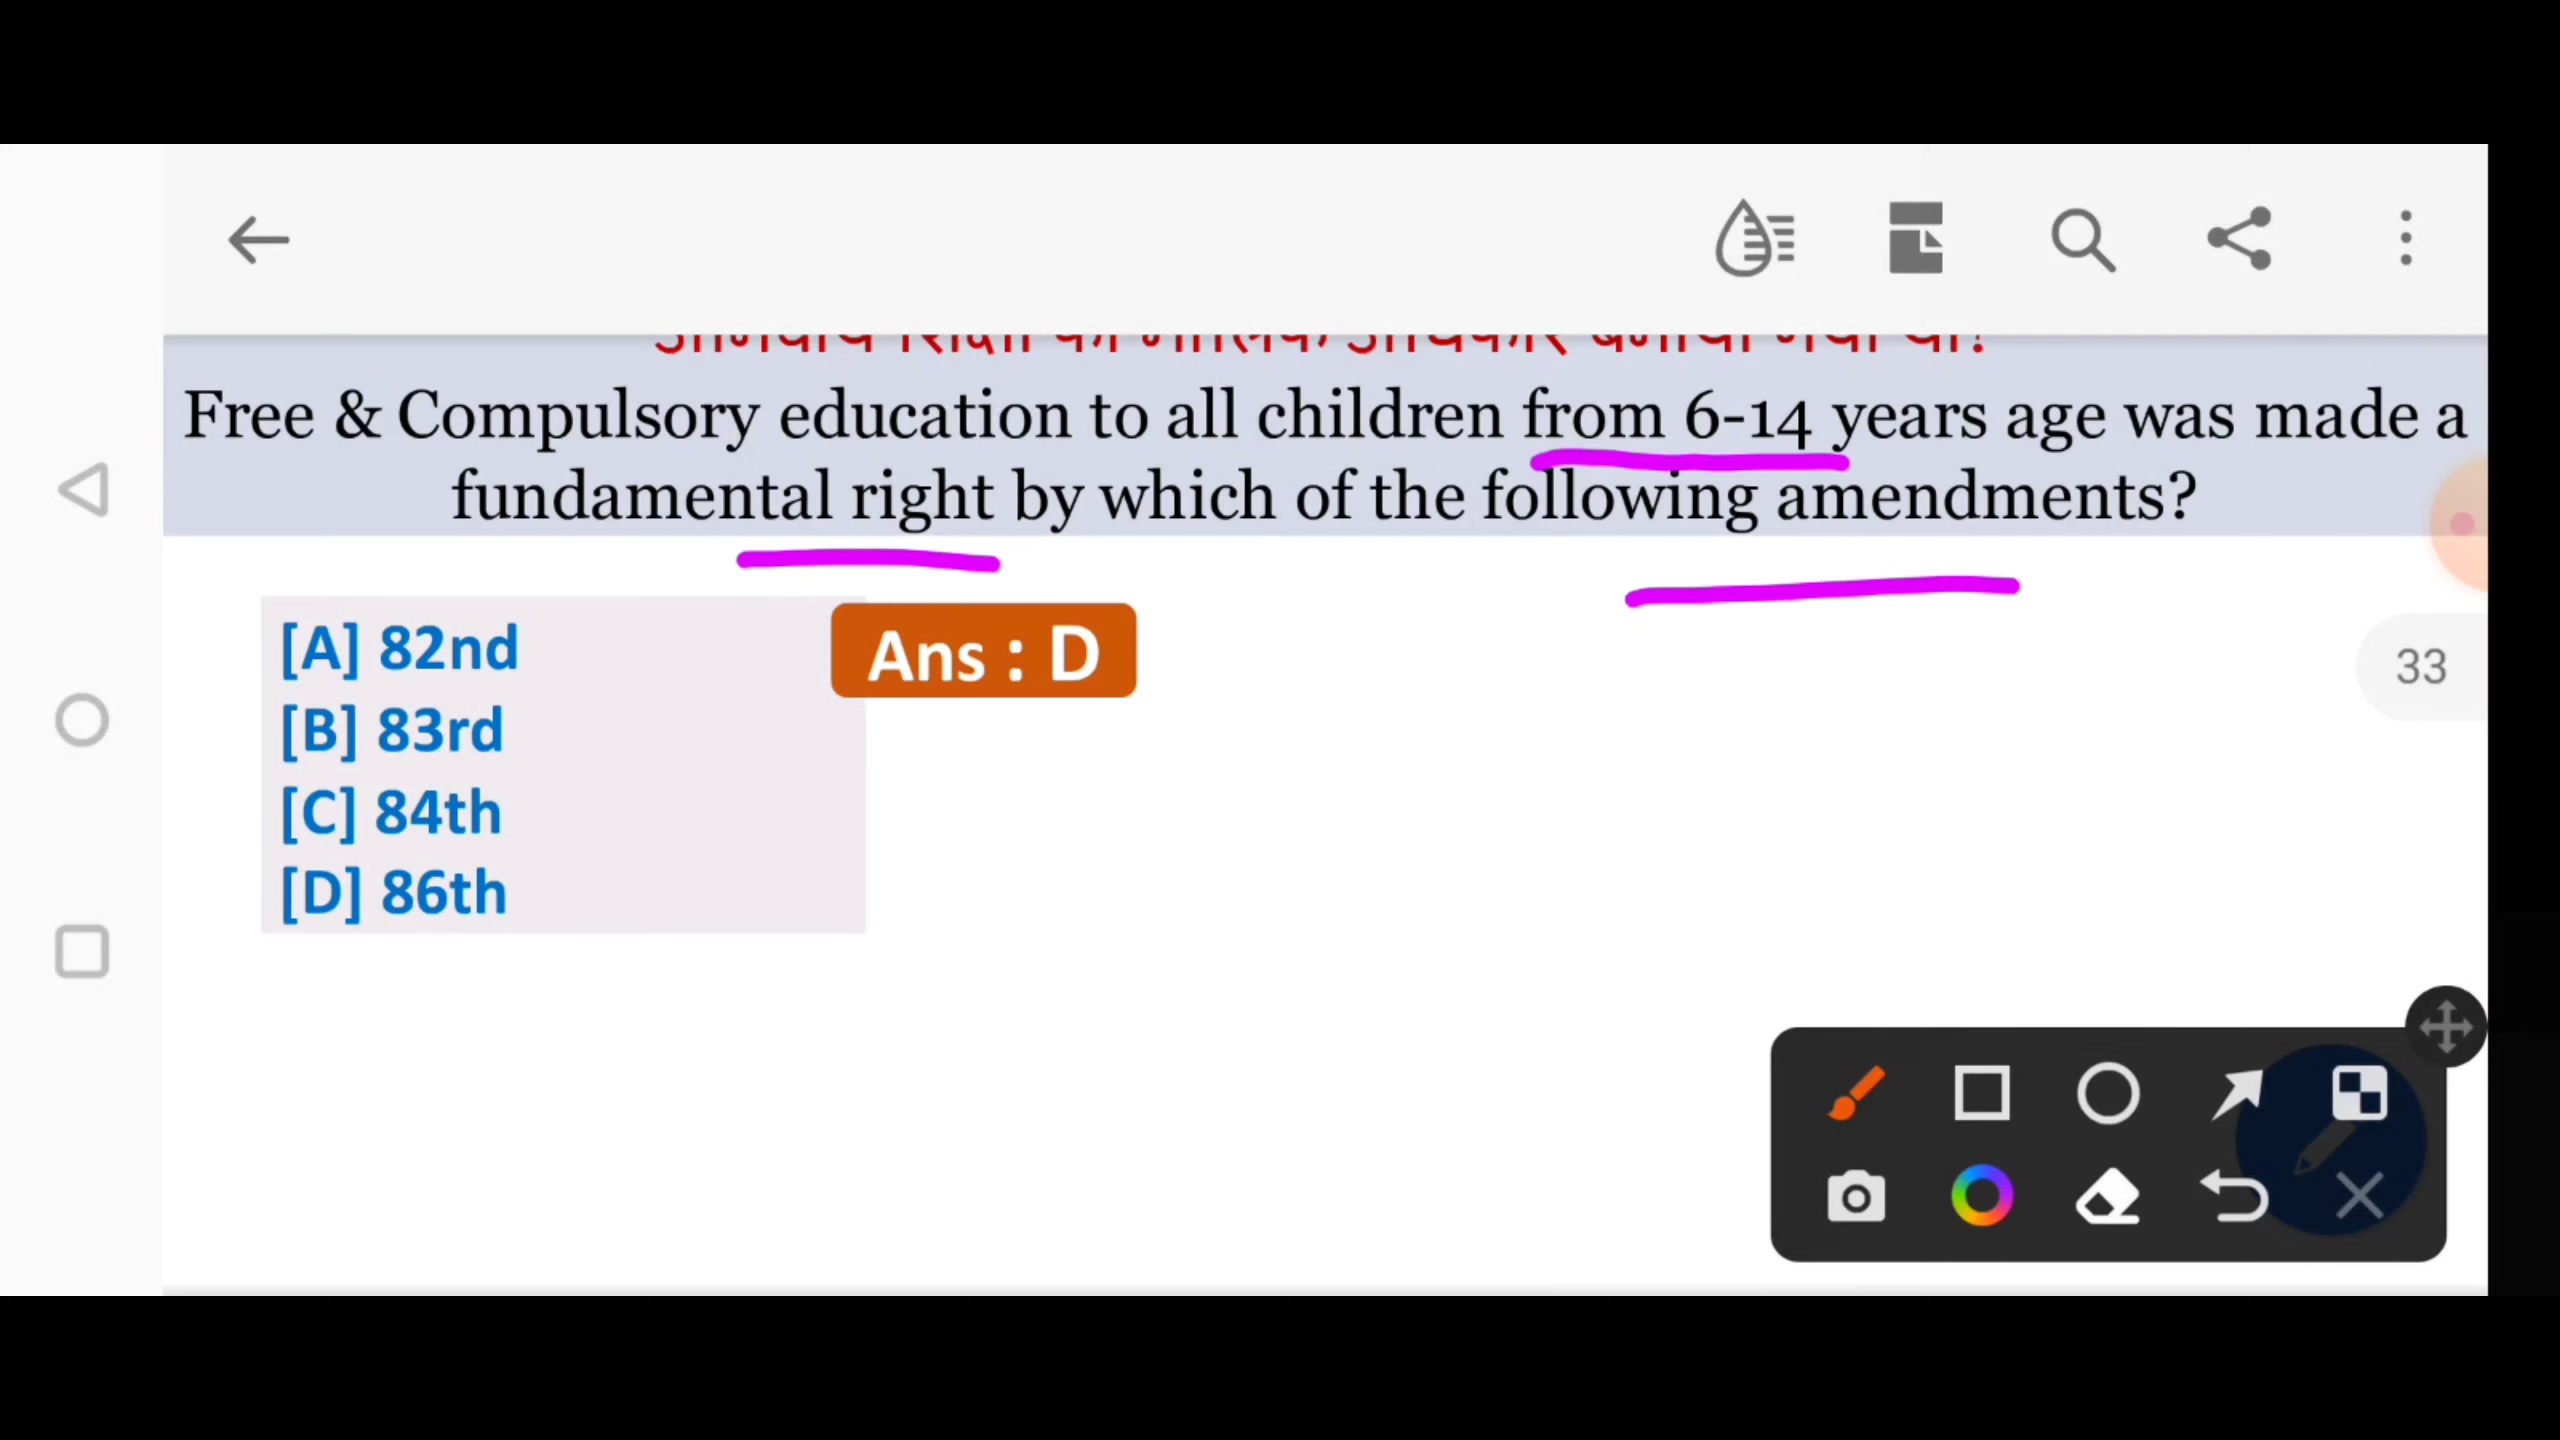 Free & Compulsory education to all children from 6-14 years age was made a
fundamental right by which of the following amendments?
[A] 82nd
Ans : D
[B] 83rd
[C] 84th
[D] 86th
33